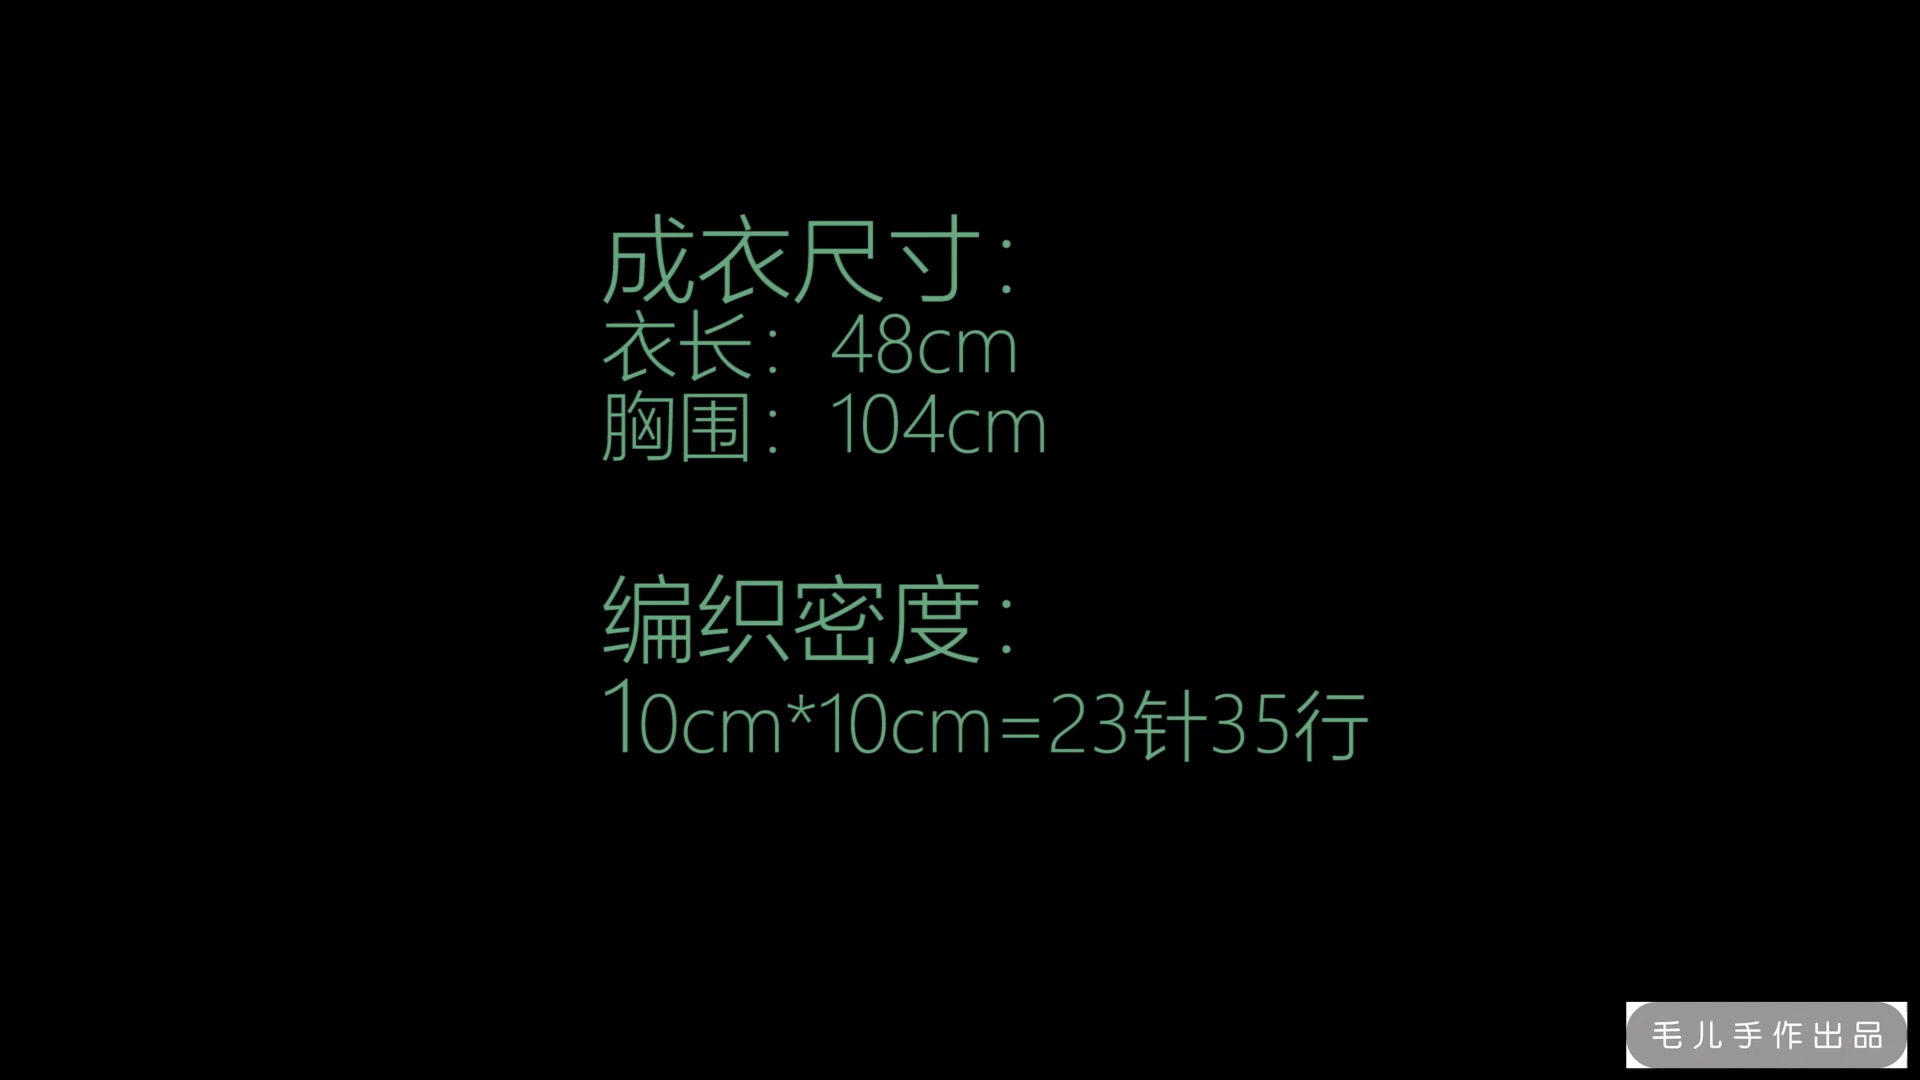 成衣尺寸：
衣长：48cm
胸围：104cm
编织密度：
10cm*10cm=23针35行
毛儿手作出品